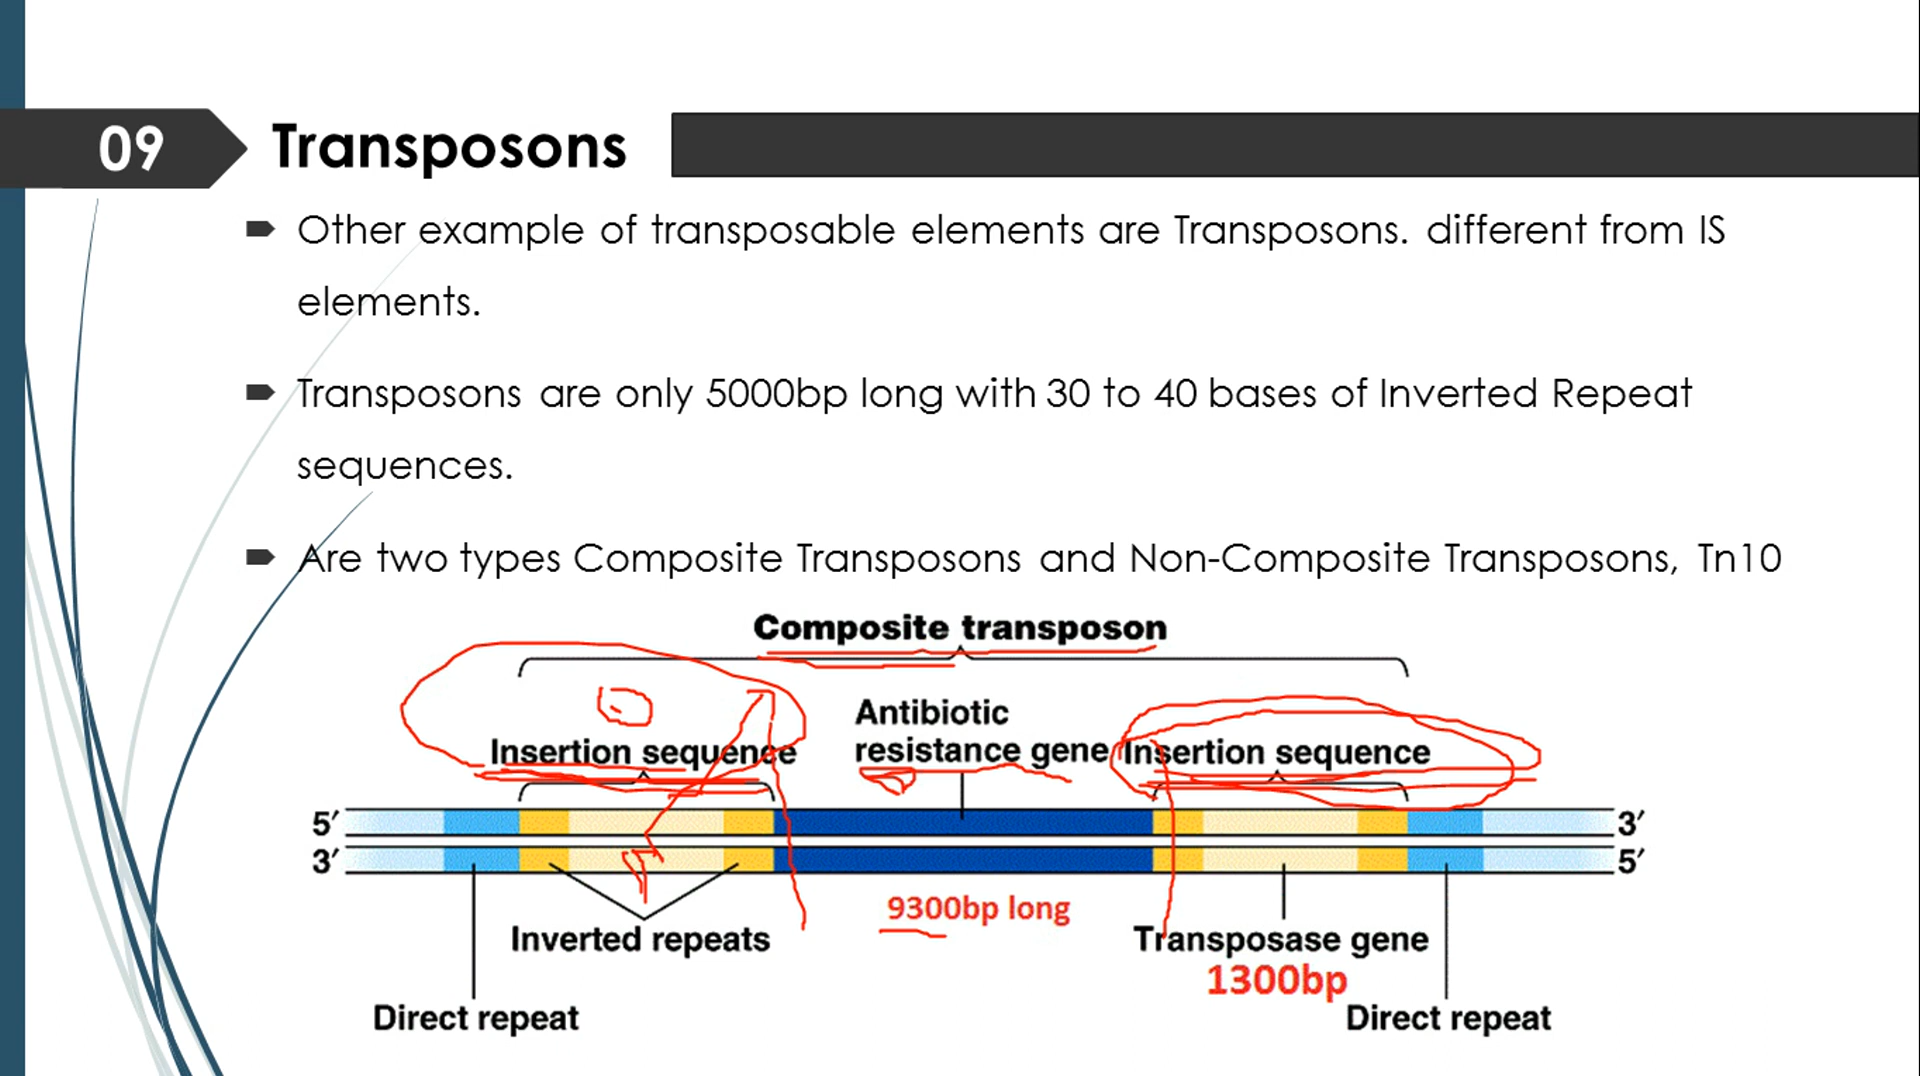 09
Transposons
Other example of transposable elements are Transposons. different from IS
elements.
Transposons are only 5000bp long with 30 to 40 bases of Inverted Repeat
sequences.
Are two types Composite Transposons and Non-Composite Transposons, Tn10
Composite transposon
Antibiotic
Insertion sequence resistance gene Insertion sequence
5′ 3′
3′ 5′
9300bp long
Inverted repeats Transposase gene
1300bp
Direct repeat Direct repeat